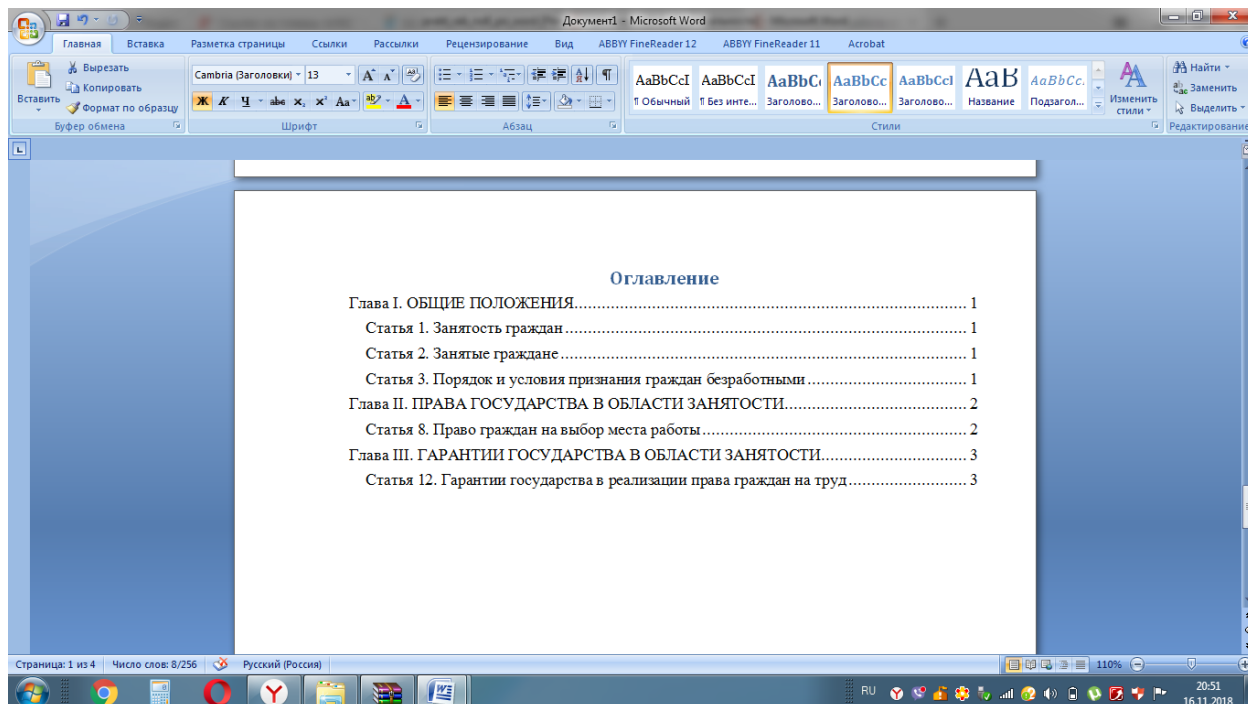 Документ1 - Microsoft Word
Главная Вставка Разметка страницы Ссылки Рассылки Рецензирование Вид ABBYY FineReader 12 ABBYY FineReader 11 Acrobat
Вставить
Вырезать
Копировать
Формат по образцу
Буфер обмена
Cambria (Заголовки) 13
Ж К Ч abe x₂ x² Aa
Шрифт
Абзац
AaBbCcI AaBbCcI AaBbC AaBbCc AaBbCcI AaB AaBbCc.
¶ Обычный ¶ Без инте... Заголово... Заголово... Заголово... Название Подзагол...
Изменить стили
Стили
Найти
Заменить
Выделить
Редактирование
Оглавление
Глава I. ОБЩИЕ ПОЛОЖЕНИЯ 1
Статья 1. Занятость граждан 1
Статья 2. Занятые граждане 1
Статья 3. Порядок и условия признания граждан безработными 1
Глава II. ПРАВА ГОСУДАРСТВА В ОБЛАСТИ ЗАНЯТОСТИ 2
Статья 8. Право граждан на выбор места работы 2
Глава III. ГАРАНТИИ ГОСУДАРСТВА В ОБЛАСТИ ЗАНЯТОСТИ 3
Статья 12. Гарантии государства в реализации права граждан на труд 3
Страница: 1 из 4 Число слов: 8/256 Русский (Россия) 110%
RU 20:51
16.11.2018